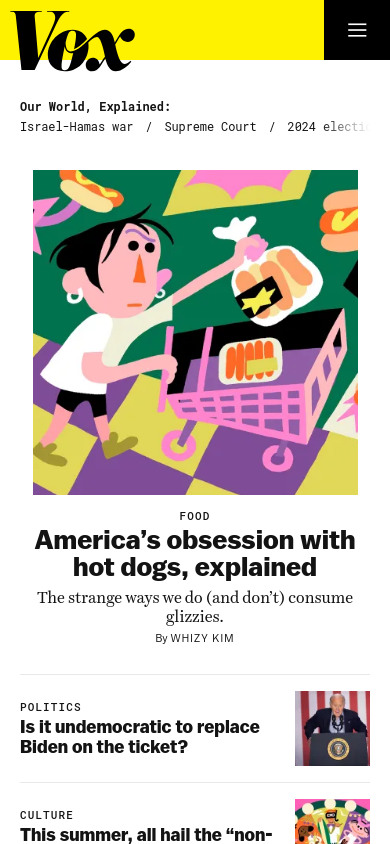 Vox
Our World, Explained:
Israel-Hamas war / Supreme Court / 2024 electi
FOOD
America’s obsession with
hot dogs, explained
The strange ways we do (and don’t) consume
glizzies.
By WHIZY KIM
POLITICS
Is it undemocratic to replace
Biden on the ticket?
CULTURE
This summer, all hail the “non-